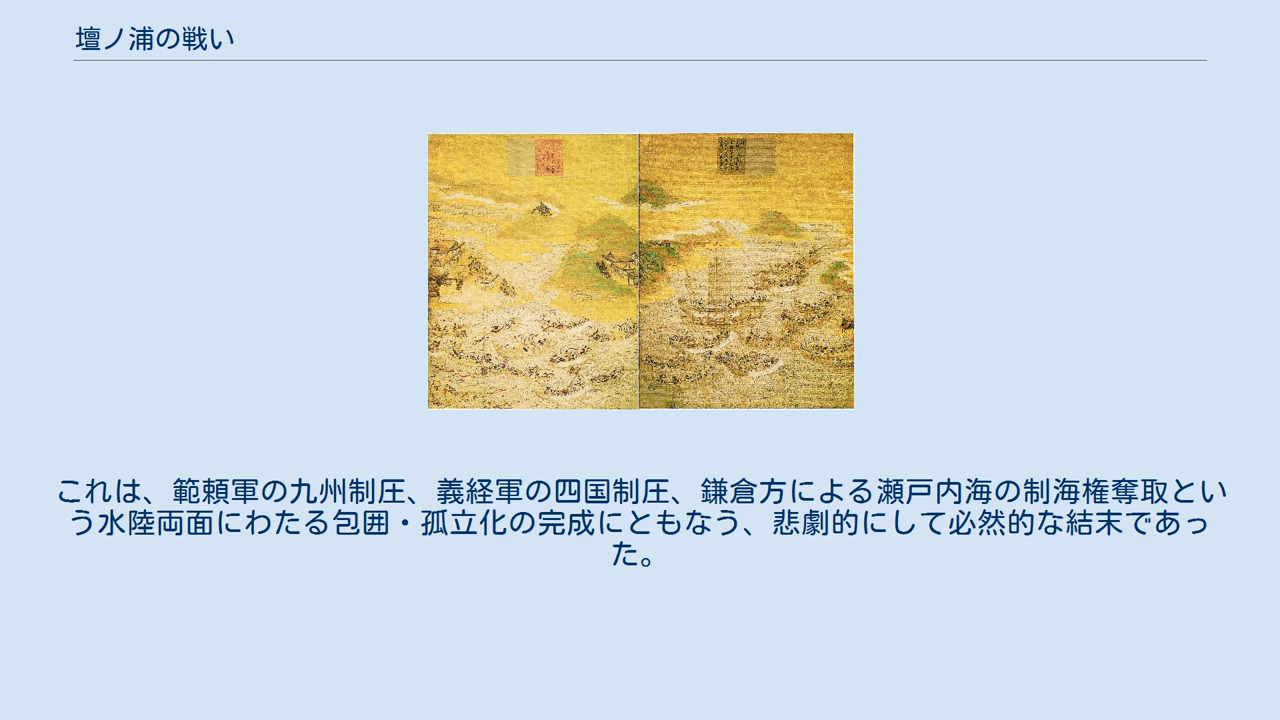 壇ノ浦の戦い
これは、範頼軍の九州制圧、義経軍の四国制圧、鎌倉方による瀬戸内海の制海権奪取とい
う水陸両面にわたる包囲・孤立化の完成にともなう、悲劇的にして必然的な結末であっ
た。